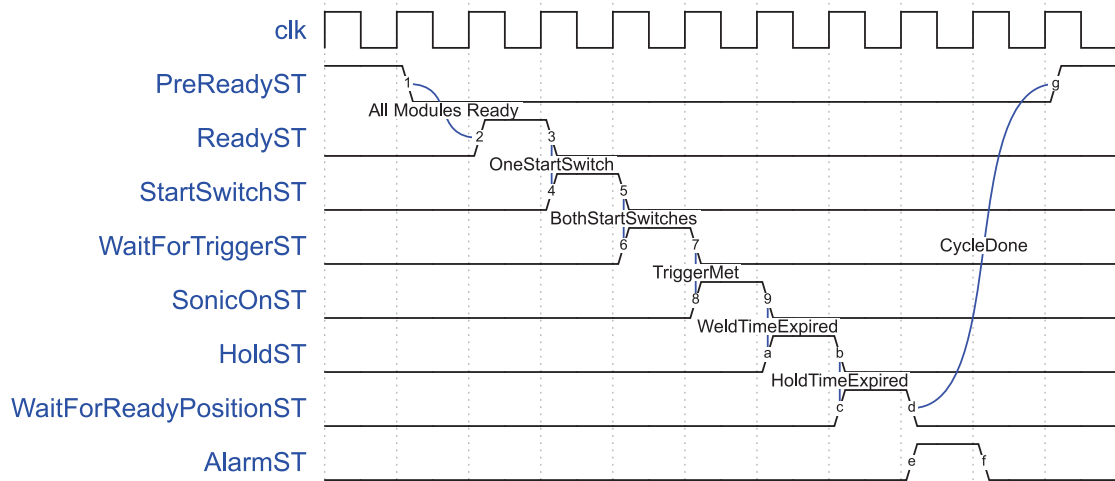 clk
PreReadyST
1
g
All Modules Ready
ReadyST
2
3
OneStartSwitch
StartSwitchST
4
5
BothStartSwitches
WaitForTriggerST
6
7
CycleDone
TriggerMet
SonicOnST
8
9
WeldTimeExpired
HoldST
a
b
HoldTimeExpired
WaitForReadyPositionST
c
d
AlarmST
e
f